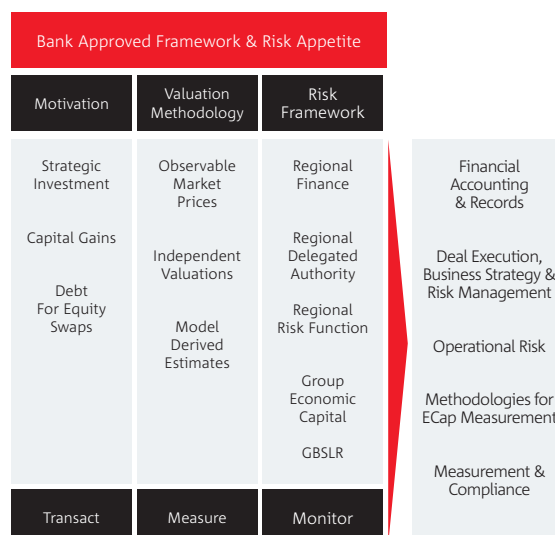 Bank Approved Framework & Risk Appetite
Motivation
Valuation
Methodology
Risk
Framework
Strategic
Investment
Capital Gains
Debt
For Equity
Swaps
Observable
Market
Prices
Independent
Valuations
Model
Derived
Estimates
Regional
Finance
Regional
Delegated
Authority
Regional
Risk Function
Group
Economic
Capital
GBSLR
Financial
Accounting
& Records
Deal Execution,
Business Strategy &
Risk Management
Operational Risk
Methodologies for
ECap Measurement
Measurement &
Compliance
Transact
Measure
Monitor